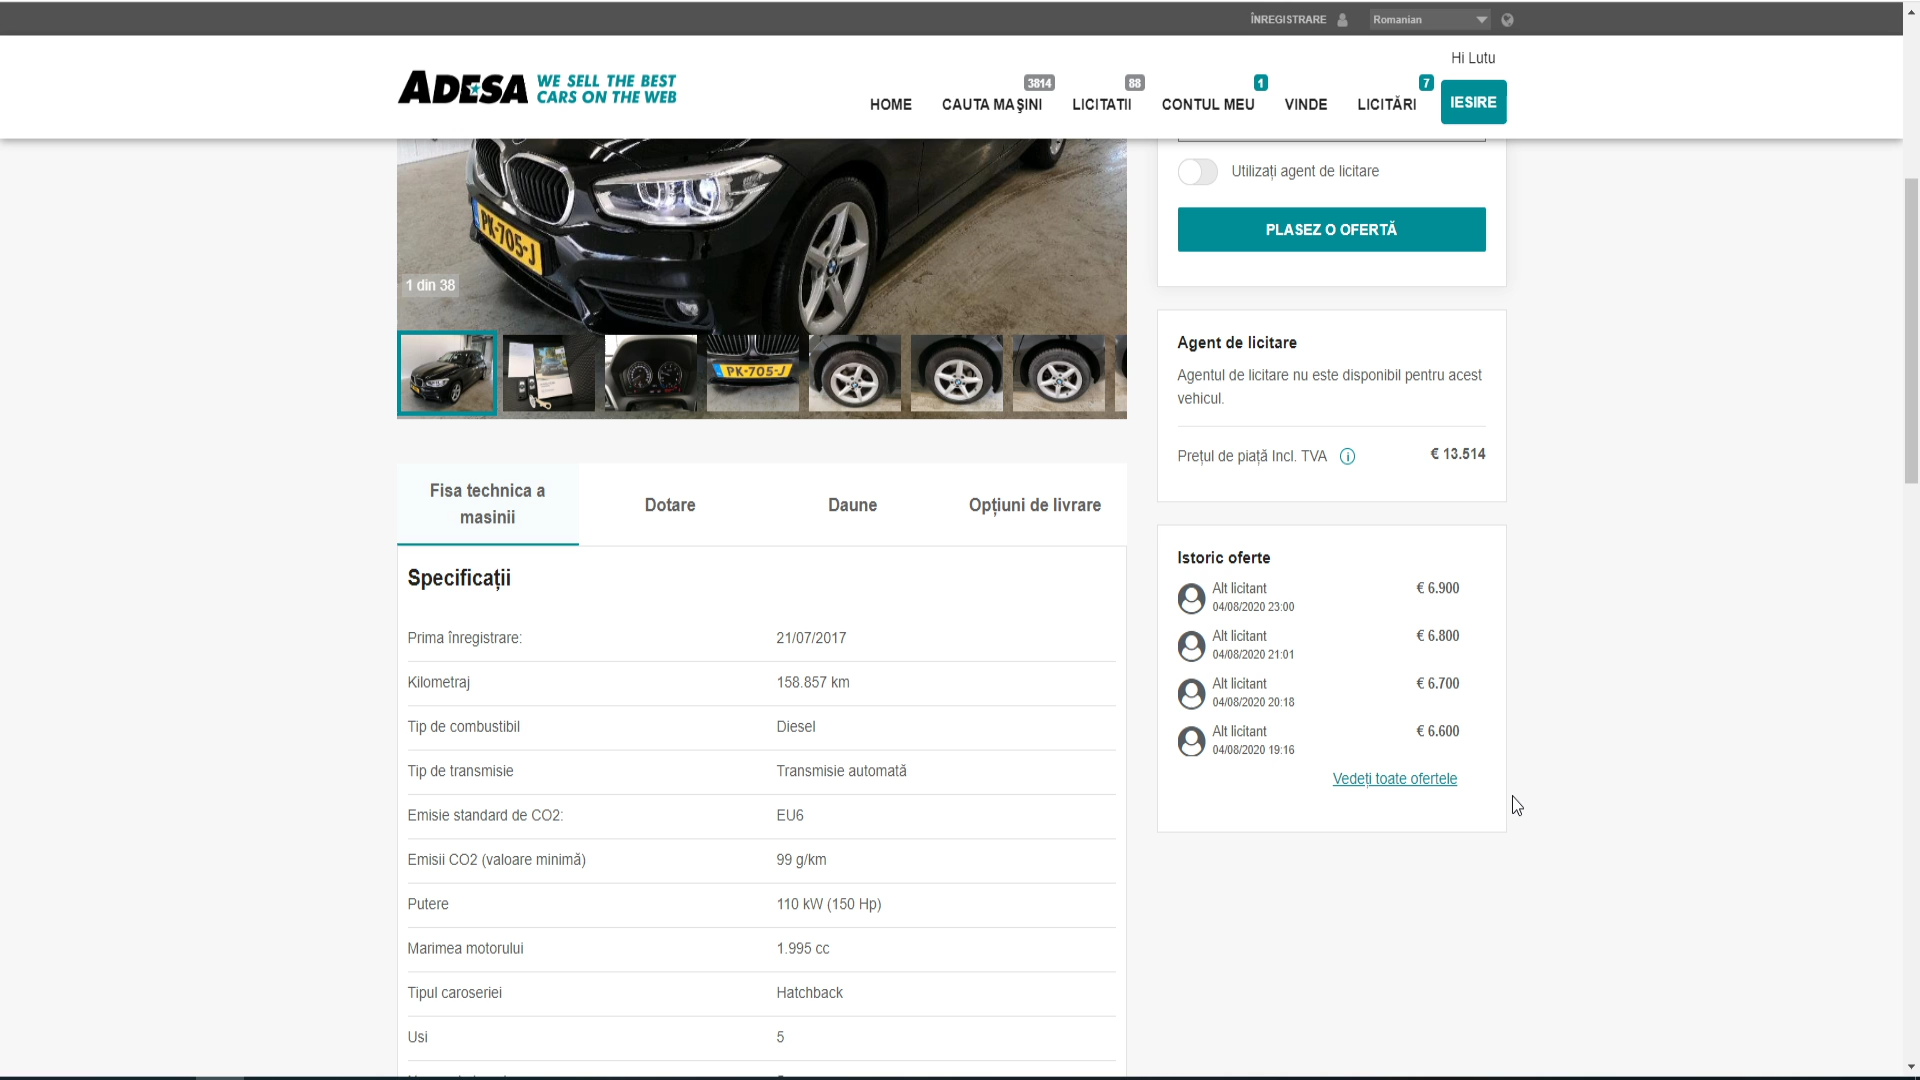 ÎNREGISTRARE
Romanian
Hi Lutu
ADESA
WE SELL THE BEST
CARS ON THE WEB
HOME
CAUTA MAŞINI
3814
LICITATII
88
CONTUL MEU
1
VINDE
LICITĂRI
7
IESIRE
PK-705-J
1 din 38
PK-705-J
Utilizați agent de licitare
PLASEZ O OFERTĂ
Agent de licitare
Agentul de licitare nu este disponibil pentru acest
vehicul.
Prețul de piață Incl. TVA
€ 13.514
Fisa technica a
masinii
Dotare
Daune
Opțiuni de livrare
Specificații
Prima înregistrare: 21/07/2017
Kilometraj 158.857 km
Tip de combustibil Diesel
Tip de transmisie Transmisie automată
Emisie standard de CO2: EU6
Emisii CO2 (valoare minimă) 99 g/km
Putere 110 kW (150 Hp)
Marimea motorului 1.995 cc
Tipul caroseriei Hatchback
Usi 5
Istoric oferte
Alt licitant € 6.900
04/08/2020 23:00
Alt licitant € 6.800
04/08/2020 21:01
Alt licitant € 6.700
04/08/2020 20:18
Alt licitant € 6.600
04/08/2020 19:16
Vedeți toate ofertele